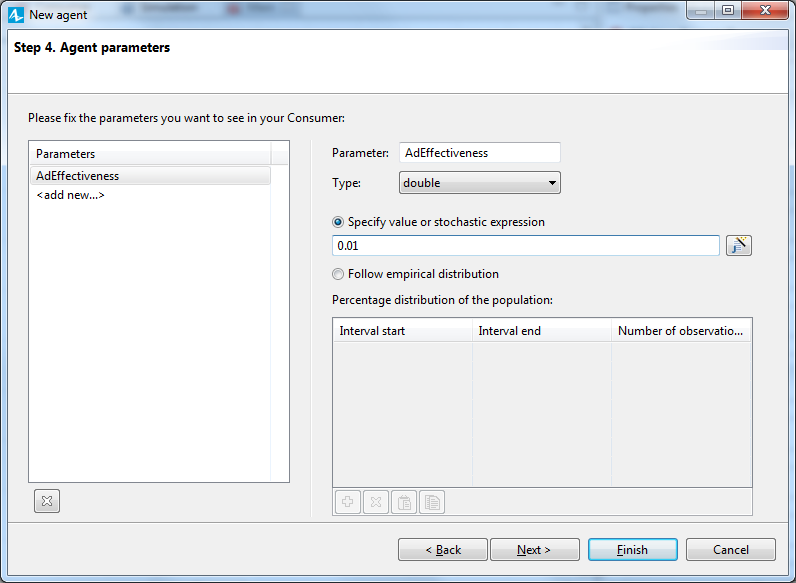 New agent
Step 4. Agent parameters
Please fix the parameters you want to see in your Consumer:
Parameters
AdEffectiveness
<add new...>
Parameter: AdEffectiveness
Type: double
Specify value or stochastic expression
0.01
Follow empirical distribution
Percentage distribution of the population:
Interval start Interval end Number of observatio...
< Back Next > Finish Cancel